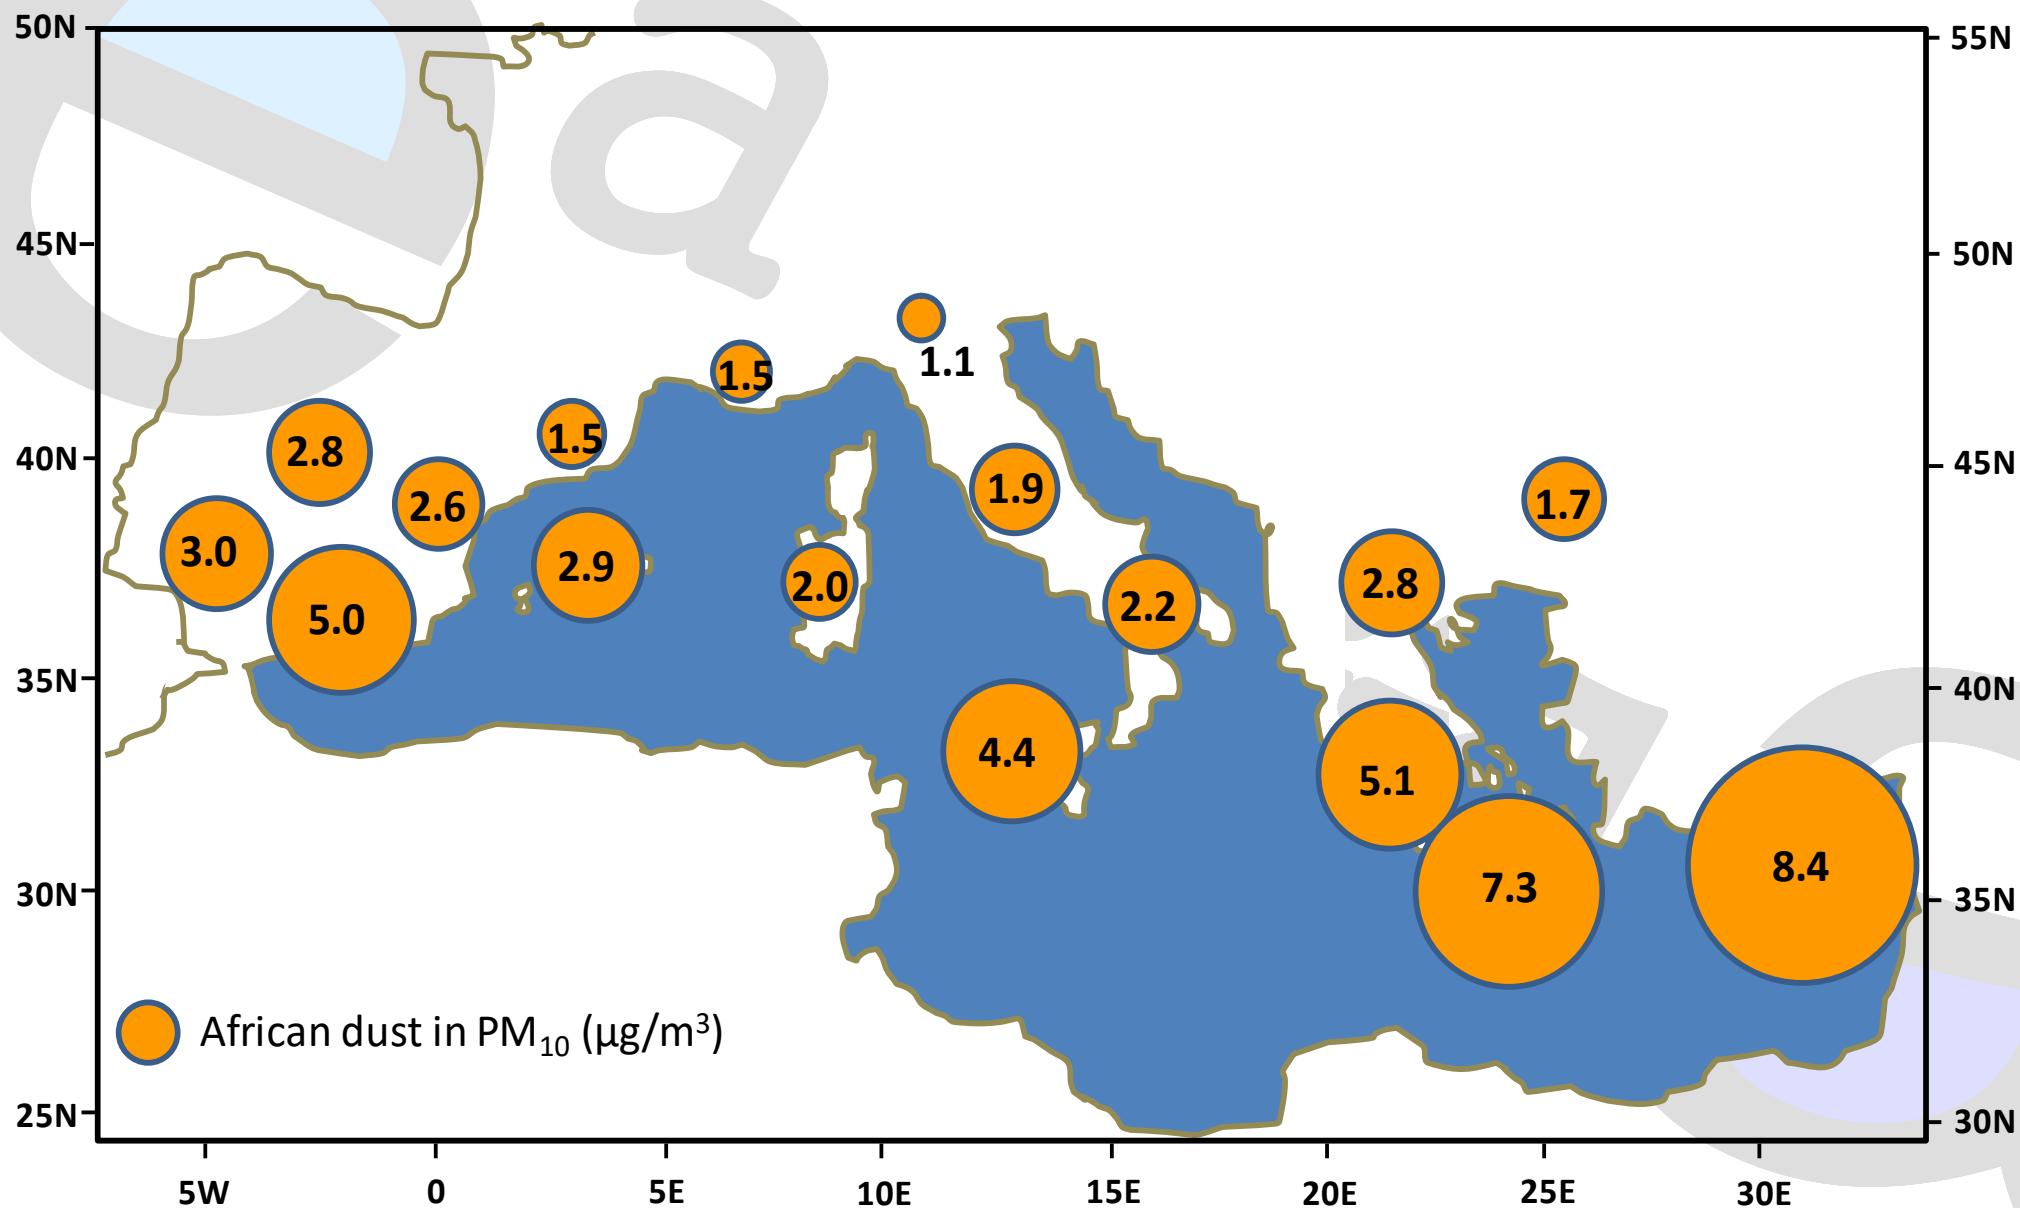 50N
55N
45N
50N
1.1
1.5
1.5
2.8
40N
45N
1.9
2.6
1.7
3.0
2.9
2.8
2.0
2.2
5.0
35N
40N
4.4
5.1
8.4
7.3
30N
35N
African dust in PM₁₀ (µg/m³)
25N
30N
5W 0 5E 10E 15E 20E 25E 30E